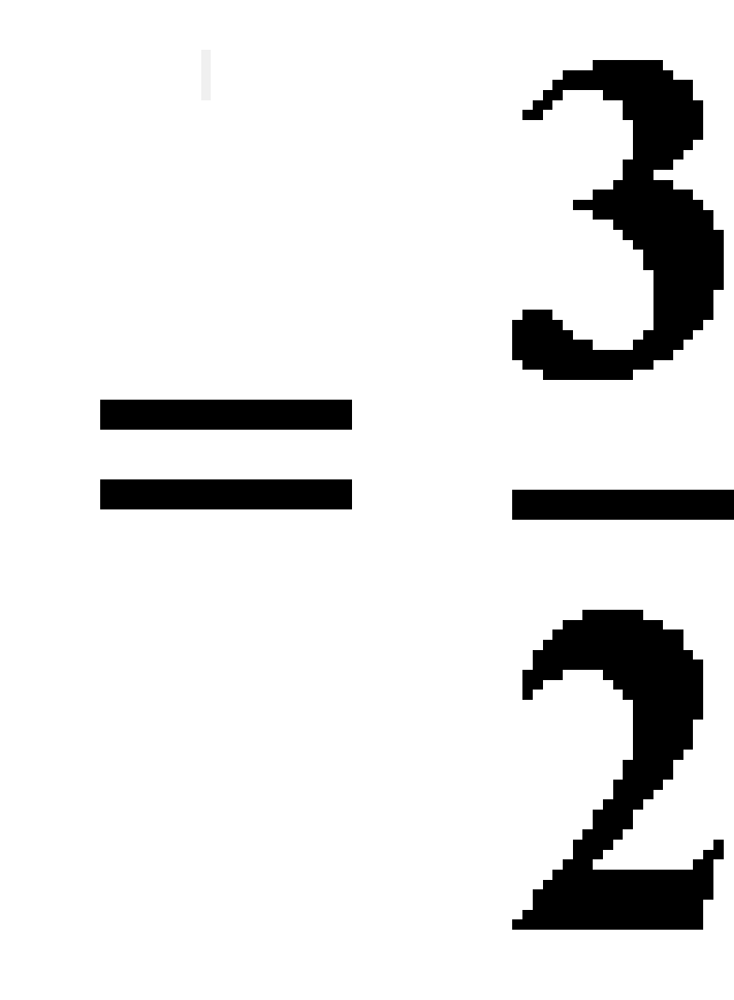 = 3/2